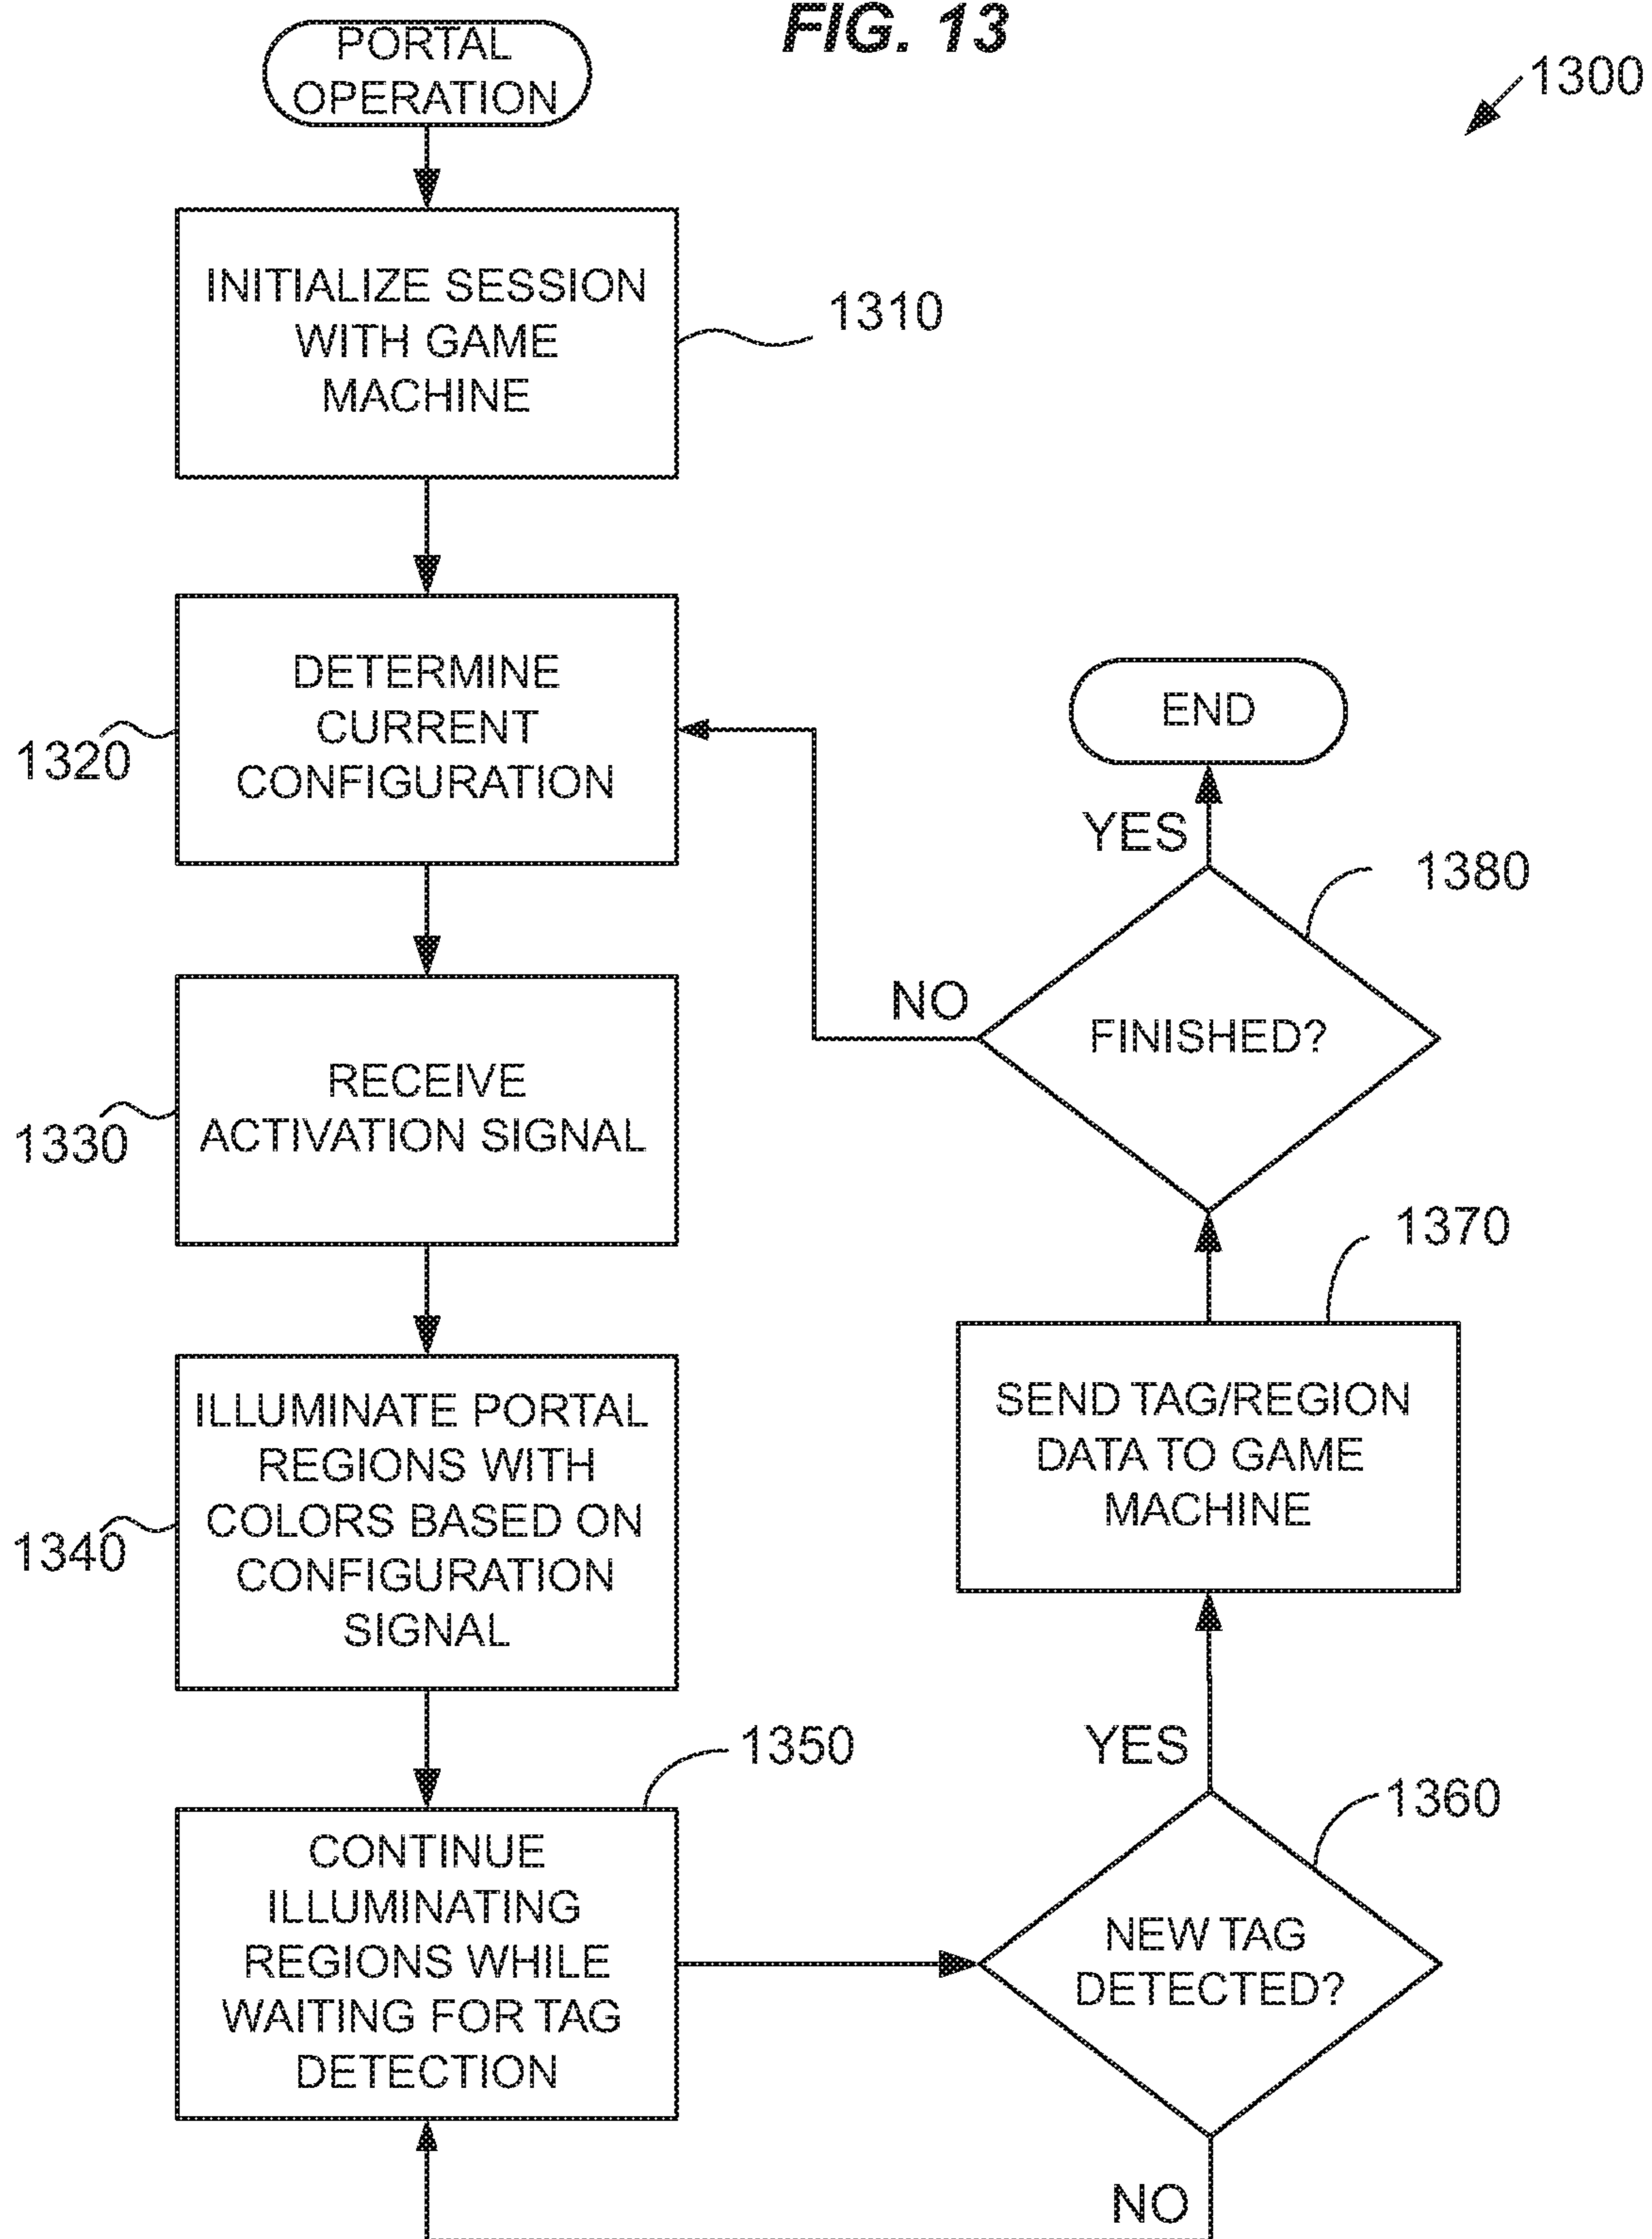 FIG. 13
1300
PORTAL
OPERATION
INITIALIZE SESSION
WITH GAME
MACHINE
1310
DETERMINE
CURRENT
CONFIGURATION
1320
RECEIVE
ACTIVATION SIGNAL
1330
ILLUMINATE PORTAL
REGIONS WITH
COLORS BASED ON
CONFIGURATION
SIGNAL
1340
CONTINUE
ILLUMINATING
REGIONS WHILE
WAITING FOR TAG
DETECTION
1350
NEW TAG
DETECTED?
1360
NO
YES
SEND TAG/REGION
DATA TO GAME
MACHINE
1370
FINISHED?
1380
NO
YES
END